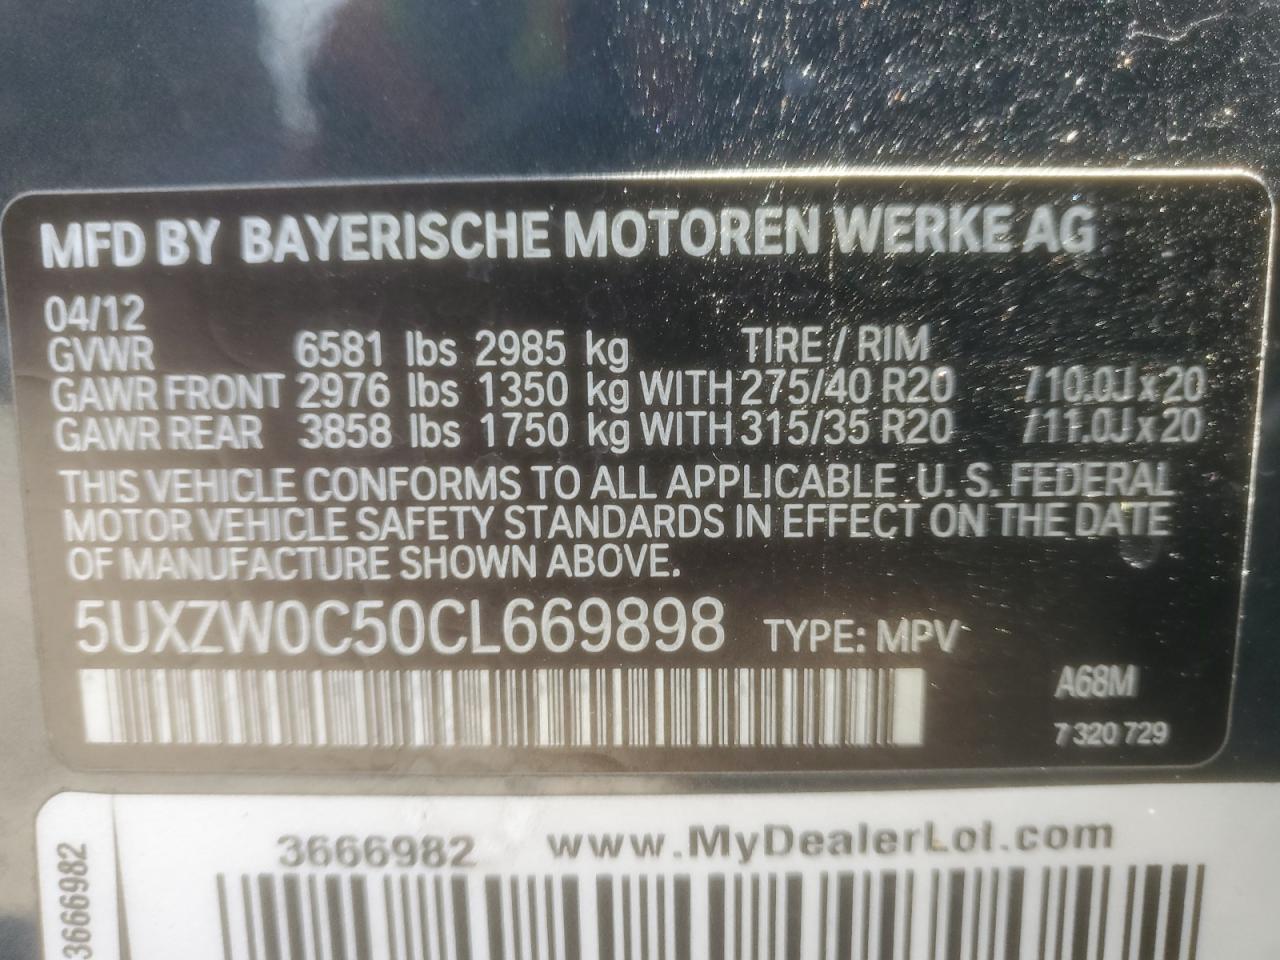 MFD BY BAYERISCHE MOTOREN WERKE AG
04/12
GVWR 6581 lbs 2985 kg TIRE / RIM
GAWR FRONT 2976 lbs 1350 kg WITH 275/40 R20 /10.0J x 20
GAWR REAR 3858 lbs 1750 kg WITH 315/35 R20 /11.0J x 20
THIS VEHICLE CONFORMS TO ALL APPLICABLE U. S. FEDERAL
MOTOR VEHICLE SAFETY STANDARDS IN EFFECT ON THE DATE
OF MANUFACTURE SHOWN ABOVE.
5UXZW0C50CL669898 TYPE: MPV
A68M
7 320 729
3666982 www.MyDealerLot.com
3666982